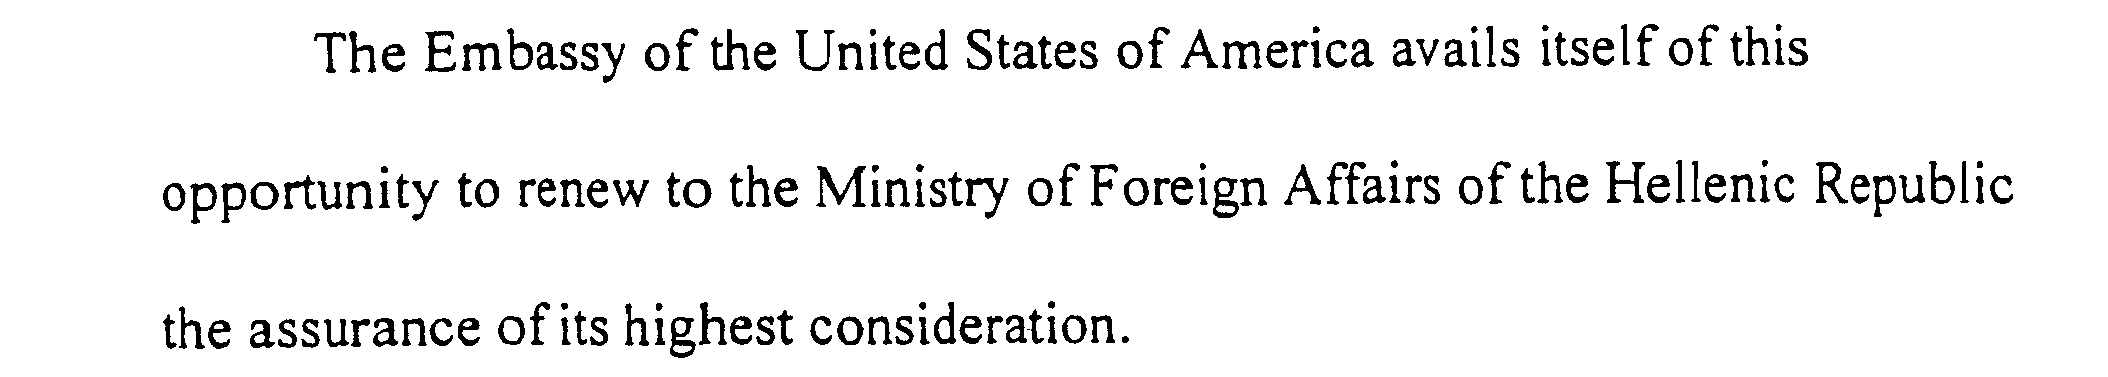 The Embassy of the United States of America avails itself of this
opportunity to renew to the Ministry of Foreign Affairs of the Hellenic Republic
the assurance of its highest consideration.